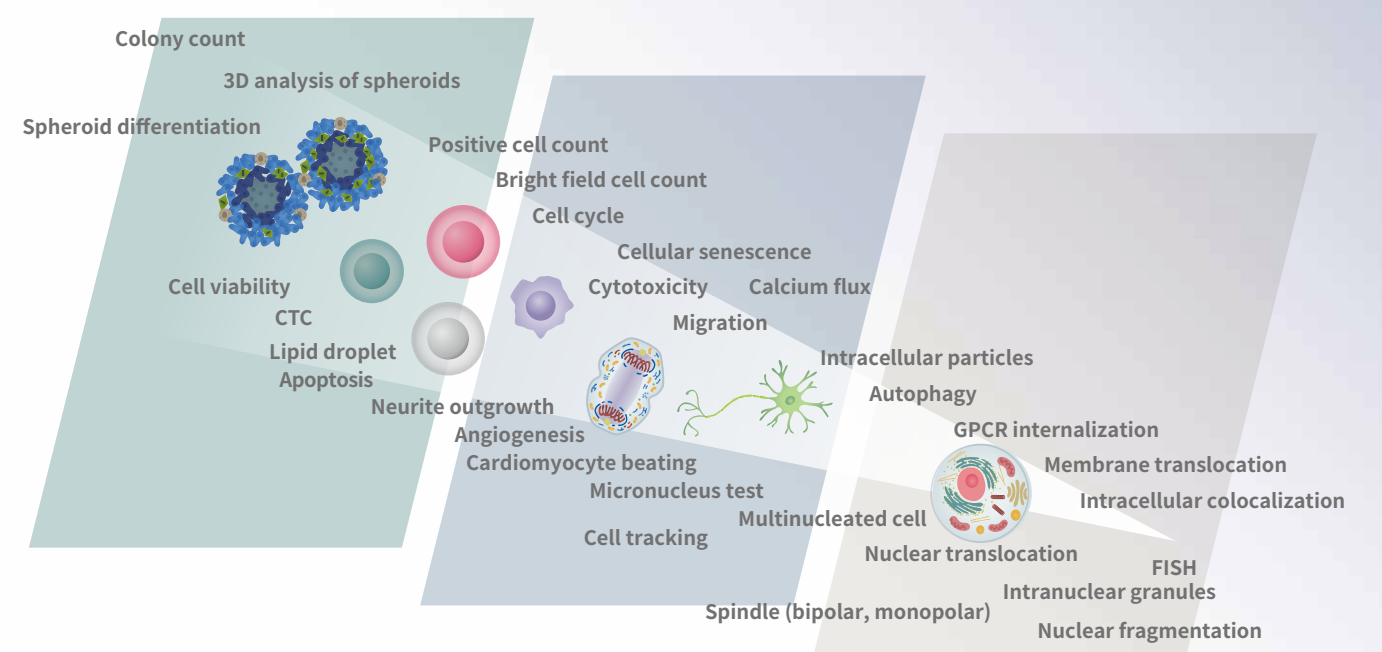 Colony count
3D analysis of spheroids
Spheroid differentiation
Positive cell count
Bright field cell count
Cell cycle
Cellular senescence
Cytotoxicity
Calcium flux
Cell viability
CTC
Migration
Lipid droplet
Apoptosis
Intracellular particles
Autophagy
Neurite outgrowth
Angiogenesis
GPCR internalization
Cardiomyocyte beating
Membrane translocation
Micronucleus test
Intracellular colocalization
Multinucleated cell
Cell tracking
Nuclear translocation
FISH
Intranuclear granules
Spindle (bipolar, monopolar)
Nuclear fragmentation